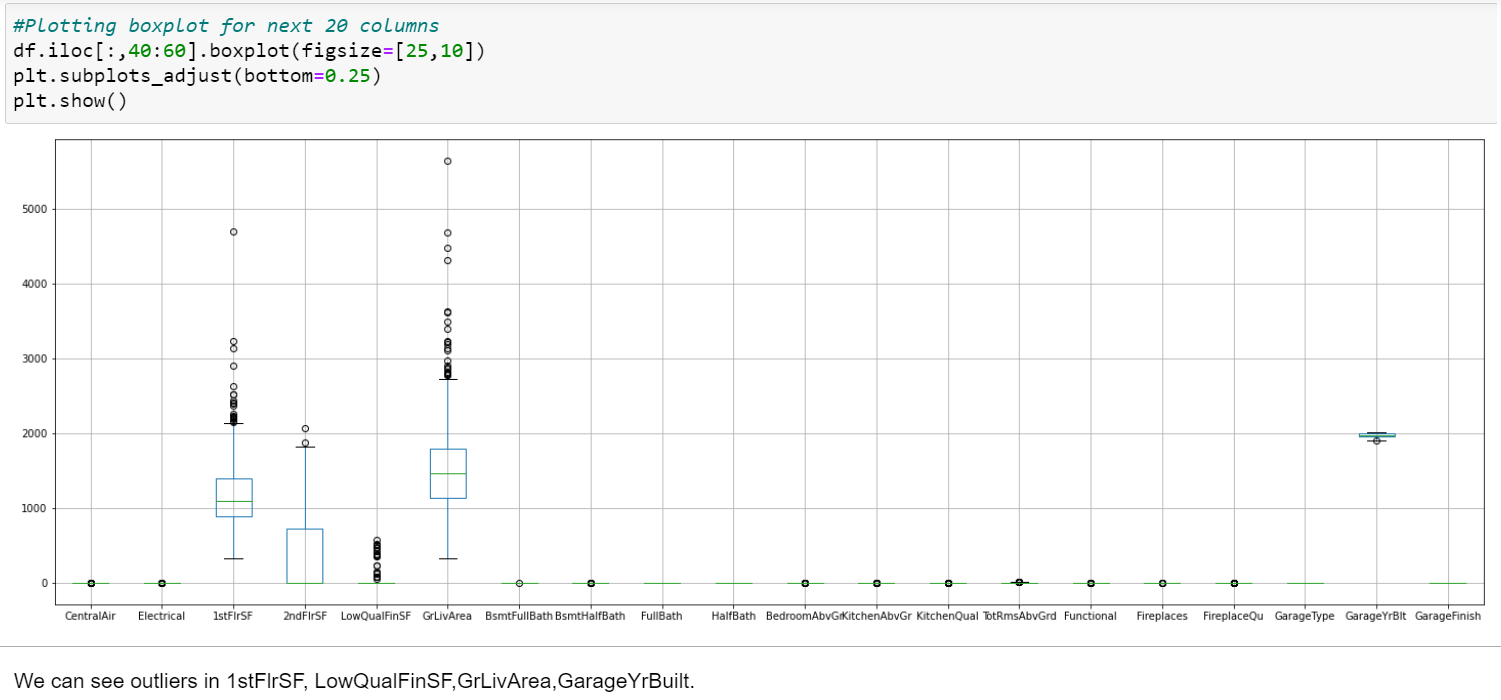 #Plotting boxplot for next 20 columns
df.iloc[:,40:60].boxplot(figsize=[25,10])
plt.subplots_adjust(bottom=0.25)
plt.show()
5000
4000
3000
2000
1000
0
CentralAir Electrical 1stFlrSF 2ndFlrSF LowQualFinSF GrLivArea BsmtFullBath BsmtHalfBath FullBath HalfBath BedroomAbvGr KitchenAbvGr KitchenQual TotRmsAbvGrd Functional Fireplaces FireplaceQu GarageType GarageYrBlt GarageFinish
We can see outliers in 1stFlrSF, LowQualFinSF,GrLivArea,GarageYrBuilt.